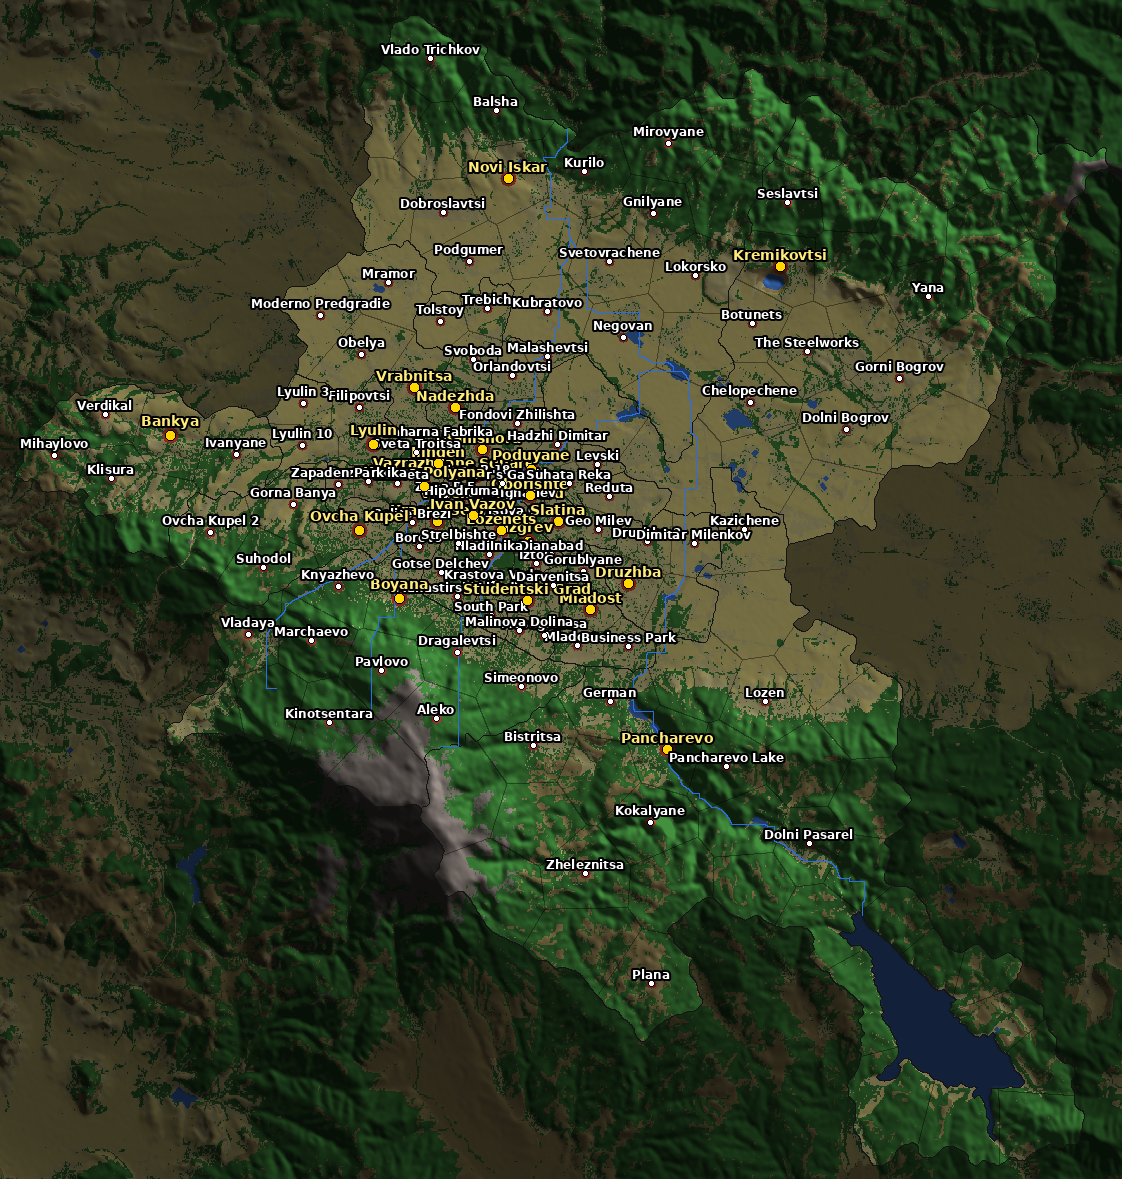 Vlado Trichkov
Balsha
Mirovyane
Kurilo
Novi Iskar
Seslavtsi
Dobroslavtsi
Gnilyane
Podgumer
Svetovrachene
Kremikovtsi
Lokorsko
Mramor
Yana
Moderno Predgradie
Trebich
Kubratovo
Tolstoy
Botunets
Negovan
Obelya
The Steelworks
Svoboda
Malashevtsi
Orlandovtsi
Gorni Bogrov
Vrabnitsa
Lyulin 3
Filipovtsi
Nadezhda
Chelopechene
Verdikal
Fondovi Zhilishta
Dolni Bogrov
Bankya
Lyulin
Lyulin 10
Hadzhi Dimitar
Mihaylovo
Ivanyane
Poduyane
Levski
Klisura
Suhata Reka
Reduta
Gorna Banya
Hipodruma
Ivan Vazov
Slatina
Ovcha Kupel
Ovcha Kupel 2
Geo Milev
Kazichene
Strelbishte
Dimitar Milenkov
Suhodol
Gotse Delchev
Gorublyane
Knyazhevo
Darvenitsa
Druzhba
Boyana
Studentski Grad
Mladost
South Park
Vladaya
Malinova Dolina
Marchaevo
Business Park
Dragalevtsi
Pavlovo
Simeonovo
German
Lozen
Kinotsentara
Aleko
Bistritsa
Pancharevo
Pancharevo Lake
Kokalyane
Dolni Pasarel
Zheleznitsa
Plana